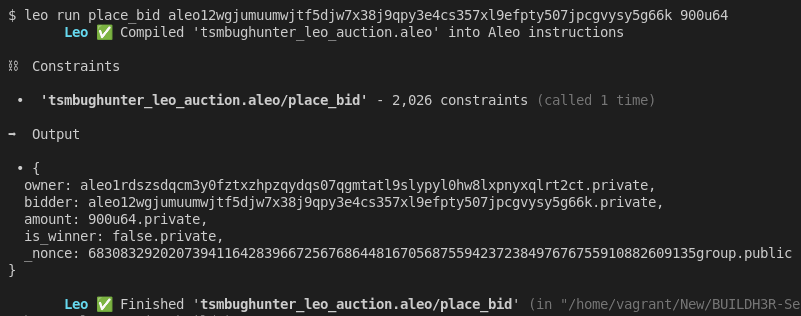 $ leo run place_bid aleo12wgjumuumwjtf5djw7x38j9qpy3e4cs357xl9efpty507jpcgvysy5g66k 900u64
Leo ✅ Compiled 'tsmbughunter_leo_auction.aleo' into Aleo instructions
⛓ Constraints
• 'tsmbughunter_leo_auction.aleo/place_bid' - 2,026 constraints (called 1 time)
➡ Output
• {
owner: aleo1rdszsdqcm3y0fztxzhpzqydqs07qgmtatl9slypyl0hw8lxpnyxqlrt2ct.private,
bidder: aleo12wgjumuumwjtf5djw7x38j9qpy3e4cs357xl9efpty507jpcgvysy5g66k.private,
amount: 900u64.private,
is_winner: false.private,
_nonce: 6830832920207394116428396672567686448167056875594237238497676755910882609135group.public
}
Leo ✅ Finished 'tsmbughunter_leo_auction.aleo/place_bid' (in "/home/vagrant/New/BUILDH3R-Se